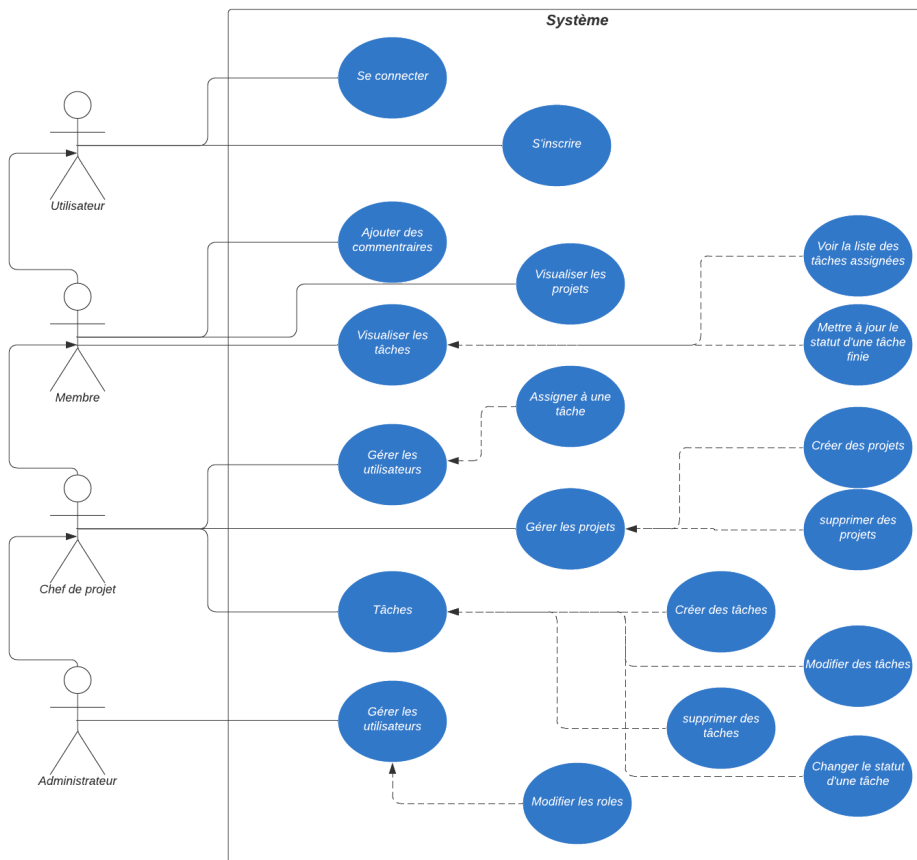 Système
Se connecter
S'inscrire
Utilisateur
Ajouter des
commentraires
Voir la liste des
tâches assignées
Visualiser les
projets
Visualiser les
tâches
Mettre à jour le
statut d'une tâche
finie
Membre
Assigner à une
tâche
Gérer les
utilisateurs
Créer des projets
Gérer les projets
supprimer des
projets
Chef de projet
Tâches
Créer des tâches
Modifier des tâches
Gérer les
utilisateurs
supprimer des
tâches
Administrateur
Changer le statut
d'une tâche
Modifier les roles